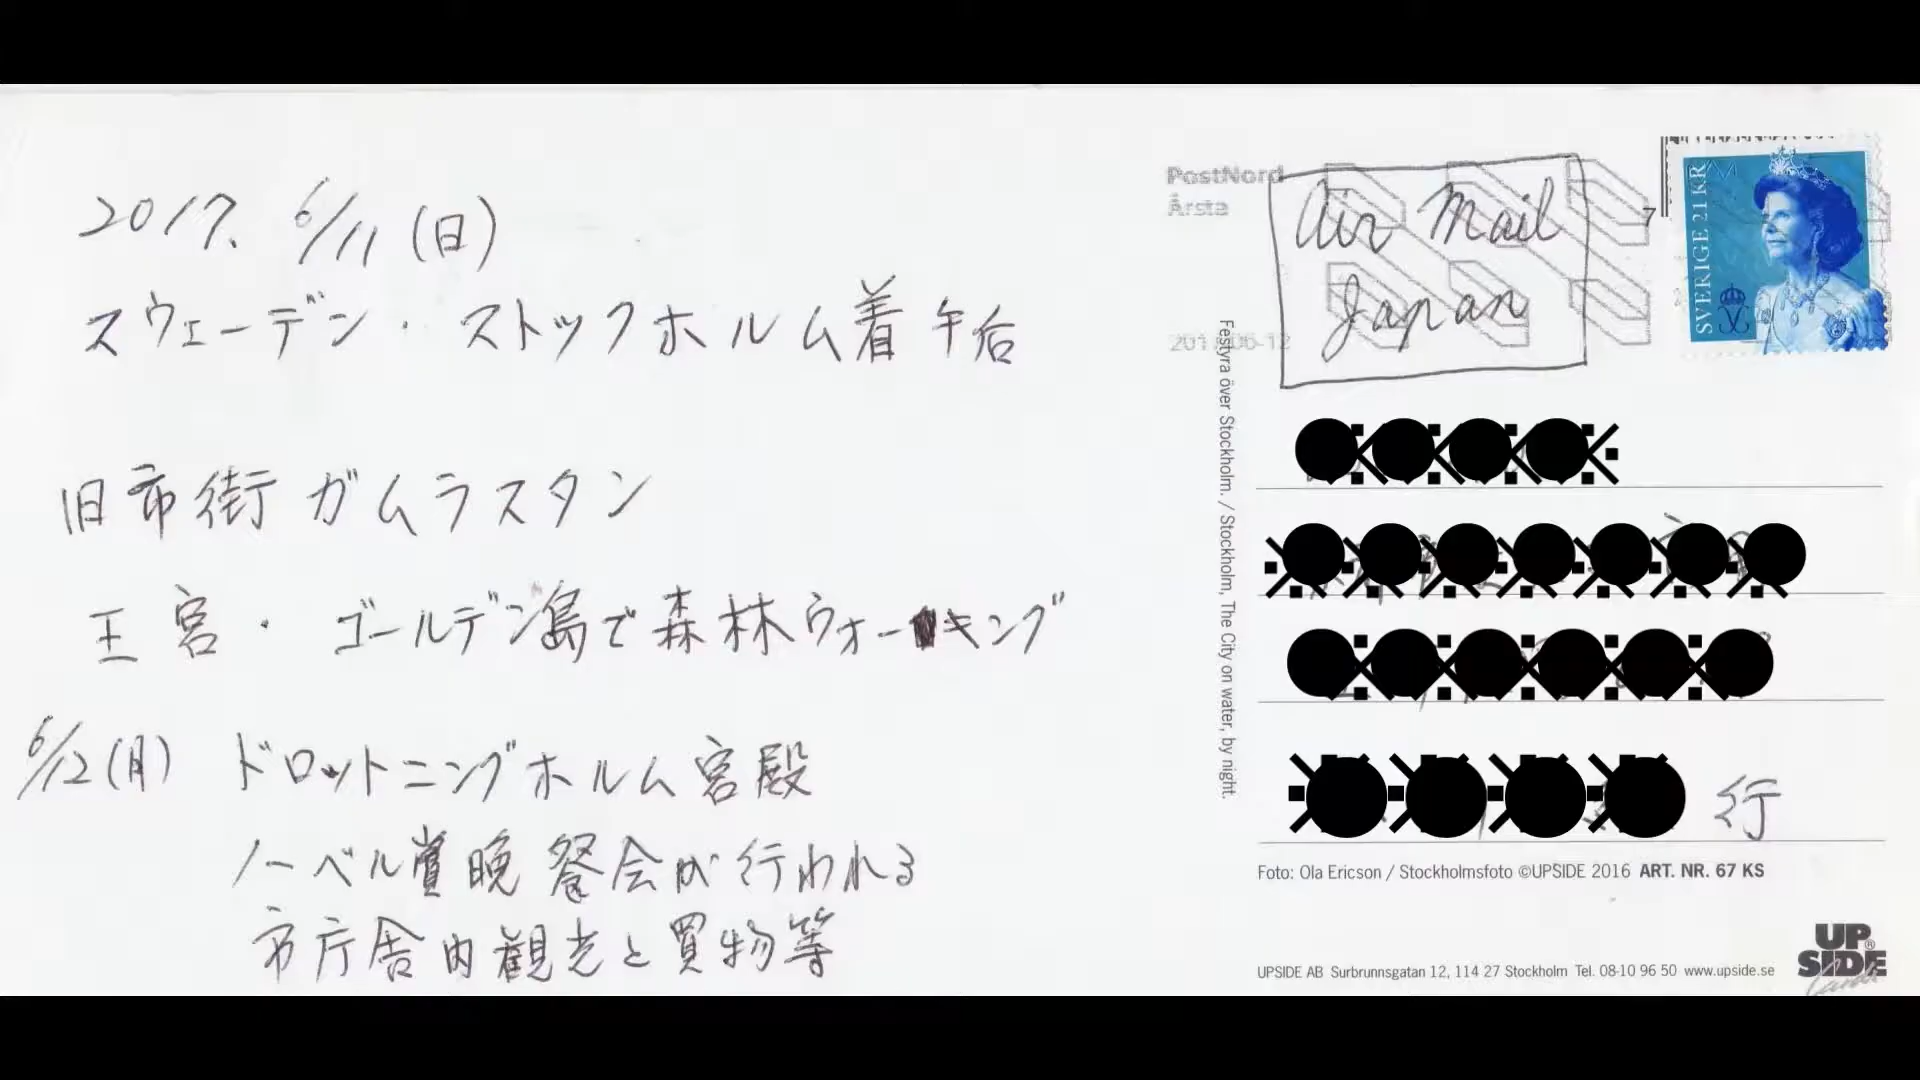 2017. 6/11 (日)
スウェーデン・ストックホルム着 午后
旧市街 ガムラスタン
王宮・ゴールデン島で森林ウォーキング
6/12(月) ドロットニングホルム宮殿
ノーベル賞晩餐会が行われる
市庁舎内観光と買物等
PostNord
Årsta
Air Mail
Japan
SVERIGE 21 KR
Festyra över Stockholm. / Stockholm, The City on water, by night.
行
Foto: Ola Ericson / Stockholmsfoto ©UPSIDE 2016 ART. NR. 67 KS
UPSIDE AB Surbrunnsgatan 12, 114 27 Stockholm Tel. 08-10 96 50 www.upside.se
UP
SIDE